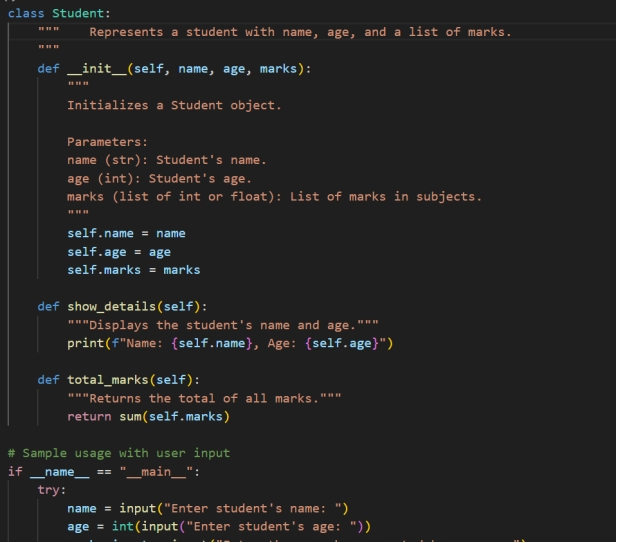 class Student:
    """    Represents a student with name, age, and a list of marks.
    """
    def __init__(self, name, age, marks):
        """
        Initializes a Student object.

        Parameters:
        name (str): Student's name.
        age (int): Student's age.
        marks (list of int or float): List of marks in subjects.
        """
        self.name = name
        self.age = age
        self.marks = marks

    def show_details(self):
        """Displays the student's name and age."""
        print(f"Name: {self.name}, Age: {self.age}")

    def total_marks(self):
        """Returns the total of all marks."""
        return sum(self.marks)

# Sample usage with user input
if __name__ == "__main__":
    try:
        name = input("Enter student's name: ")
        age = int(input("Enter student's age: "))